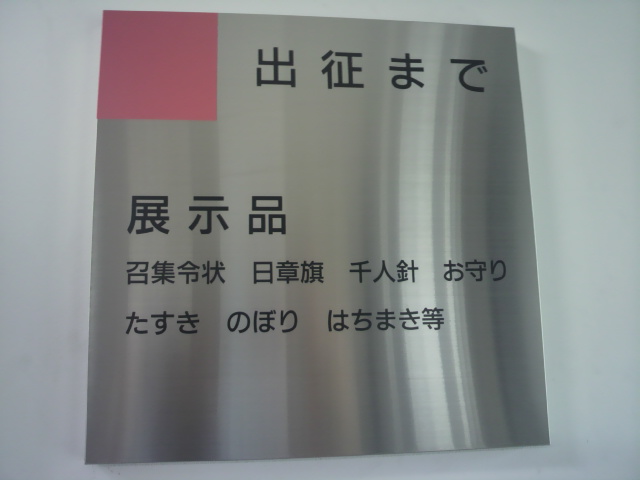 出征まで
展示品
召集令状　日章旗　千人針　お守り
たすき　のぼり　はちまき等